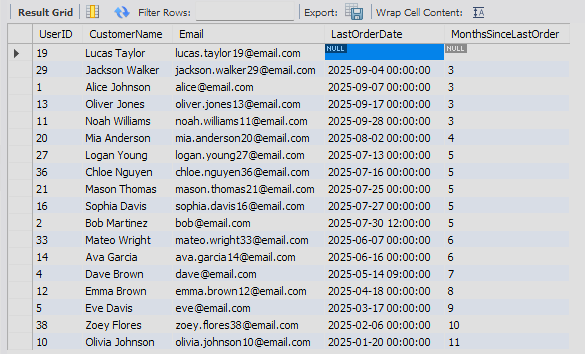 Result Grid Filter Rows: Export: Wrap Cell Content: IA
UserID CustomerName Email LastOrderDate MonthsSinceLastOrder
19 Lucas Taylor lucas.taylor19@email.com NULL NULL
29 Jackson Walker jackson.walker29@email.com 2025-09-04 00:00:00 3
1 Alice Johnson alice@email.com 2025-09-07 00:00:00 3
13 Oliver Jones oliver.jones13@email.com 2025-09-17 00:00:00 3
11 Noah Williams noah.williams11@email.com 2025-09-28 00:00:00 3
20 Mia Anderson mia.anderson20@email.com 2025-08-02 00:00:00 4
27 Logan Young logan.young27@email.com 2025-07-13 00:00:00 5
36 Chloe Nguyen chloe.nguyen36@email.com 2025-07-16 00:00:00 5
21 Mason Thomas mason.thomas21@email.com 2025-07-25 00:00:00 5
16 Sophia Davis sophia.davis16@email.com 2025-07-27 00:00:00 5
2 Bob Martinez bob@email.com 2025-07-30 12:00:00 5
33 Mateo Wright mateo.wright33@email.com 2025-06-07 00:00:00 6
14 Ava Garcia ava.garcia14@email.com 2025-06-16 00:00:00 6
4 Dave Brown dave@email.com 2025-05-14 09:00:00 7
12 Emma Brown emma.brown12@email.com 2025-04-18 00:00:00 8
5 Eve Davis eve@email.com 2025-03-17 00:00:00 9
38 Zoey Flores zoey.flores38@email.com 2025-02-06 00:00:00 10
10 Olivia Johnson olivia.johnson10@email.com 2025-01-20 00:00:00 11